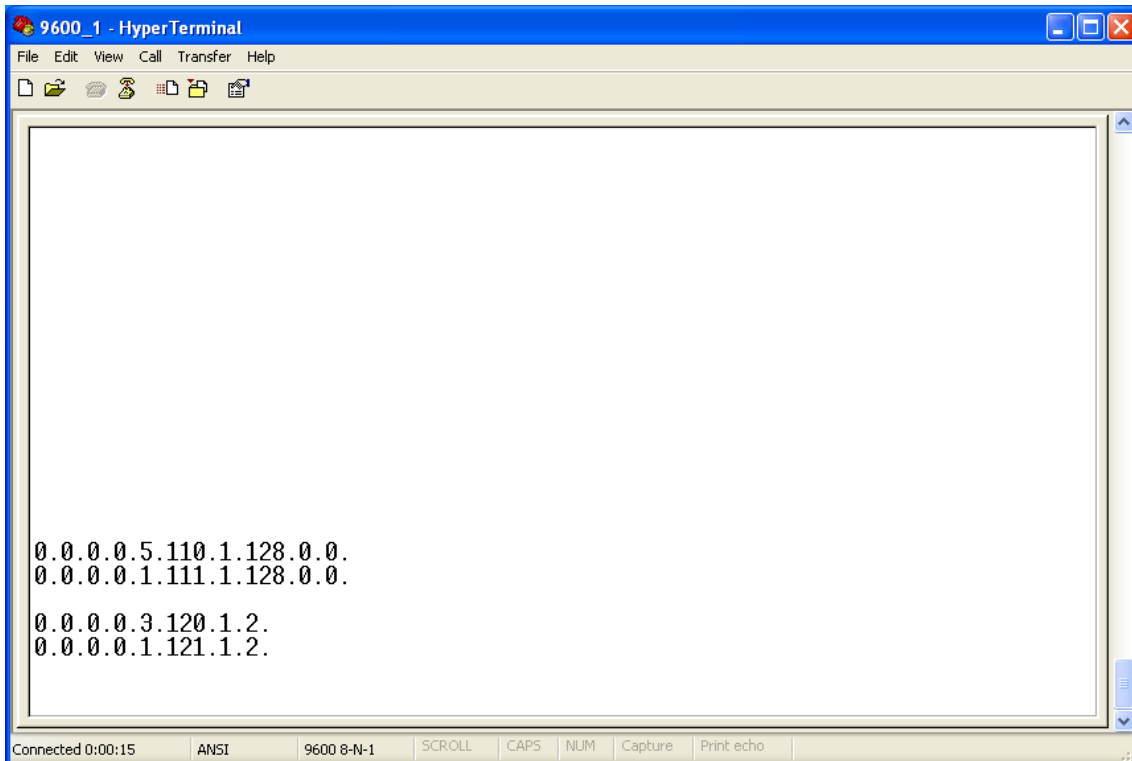 9600_1 - HyperTerminal
File Edit View Call Transfer Help
0.0.0.0.5.110.1.128.0.0.
0.0.0.0.1.111.1.128.0.0.
0.0.0.0.3.120.1.2.
0.0.0.0.1.121.1.2.
Connected 0:00:15 ANSI 9600 8-N-1 SCROLL CAPS NUM Capture Print echo